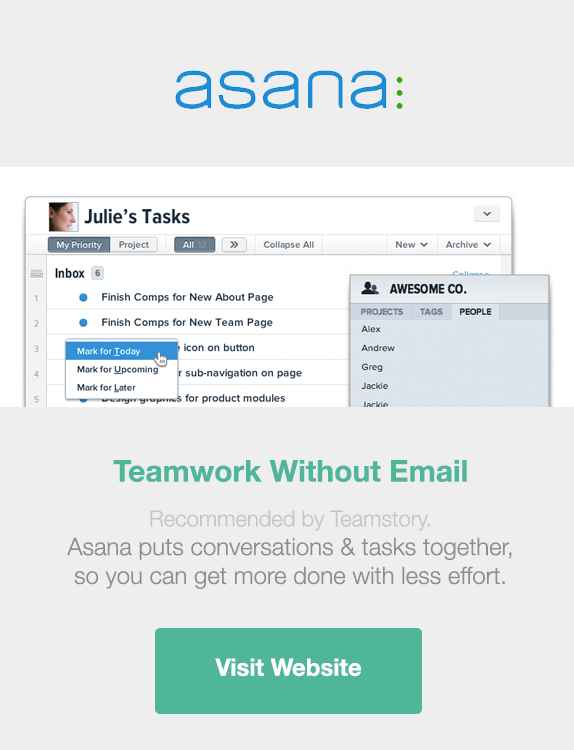 asana
Julie's Tasks
My Priority Project All 12 Collapse All New Archive
Inbox 6
Collapse
1 Finish Comps for New About Page
2 Finish Comps for New Team Page
3 icon on button
4 sub-navigation on page
5 Design graphics for product modules
Mark for Today
Mark for Upcoming
Mark for Later
AWESOME CO.
PROJECTS TAGS PEOPLE
Alex
Andrew
Greg
Jackie
Jackie
Teamwork Without Email
Recommended by Teamstory.
Asana puts conversations & tasks together,
so you can get more done with less effort.
Visit Website